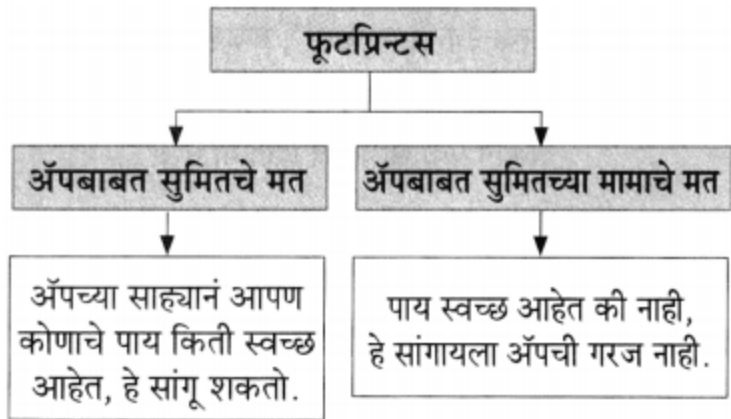 फूटप्रिन्टस
ॲपबाबत सुमितचे मत
ॲपबाबत सुमितच्या मामाचे मत
ॲपच्या साह्यानं आपण
कोणाचे पाय किती स्वच्छ
आहेत, हे सांगू शकतो.
पाय स्वच्छ आहेत की नाही,
हे सांगायला ॲपची गरज नाही.